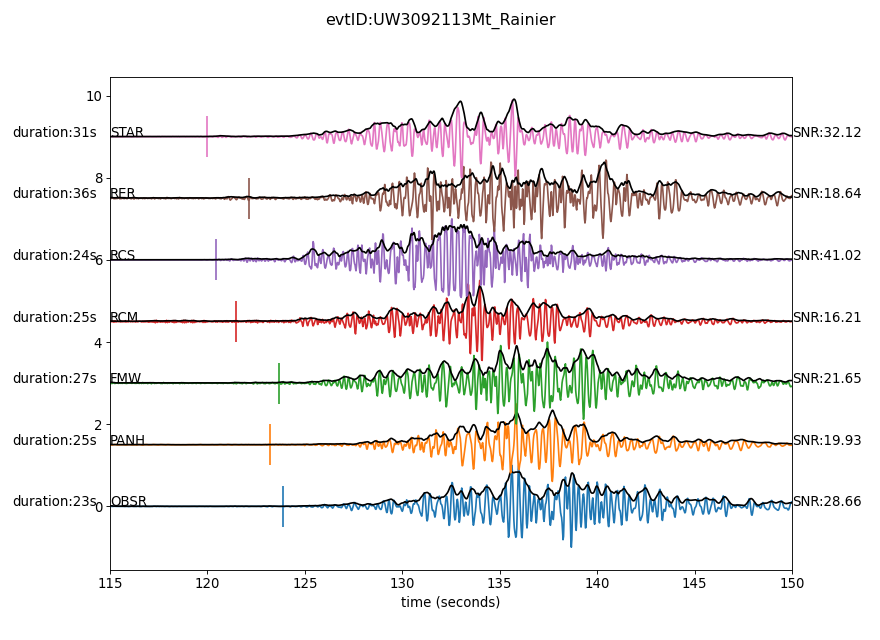 evtID:UW3092113Mt_Rainier
10
duration:31s STAR SNR:32.12
8
duration:36s RER SNR:18.64
duration:24s RCS SNR:41.02
6
duration:25s RCM SNR:16.21
4
duration:27s FMW SNR:21.65
2
duration:25s PANH SNR:19.93
duration:23s OBSR SNR:28.66
0
115 120 125 130 135 140 145 150
time (seconds)